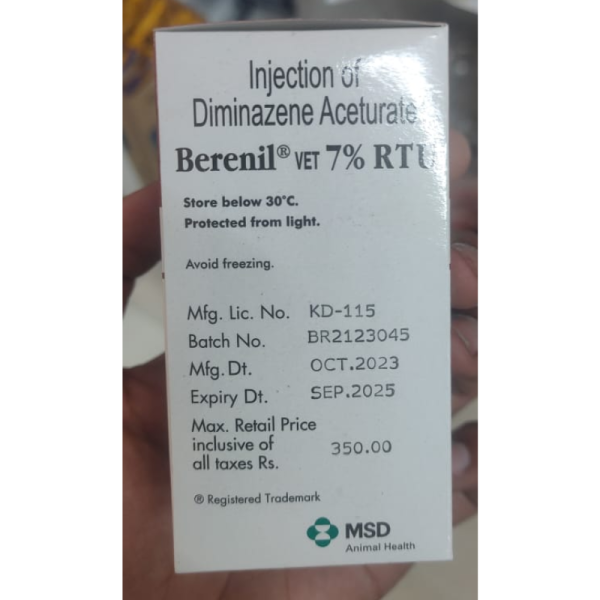 Injection of
Diminazene Aceturate
Berenil® VET 7% RTU
Store below 30°C.
Protected from light.
Avoid freezing.
Mfg. Lic. No. KD-115
Batch No. BR2123045
Mfg. Dt. OCT.2023
Expiry Dt. SEP.2025
Max. Retail Price
inclusive of 350.00
all taxes Rs.
® Registered Trademark
MSD
Animal Health